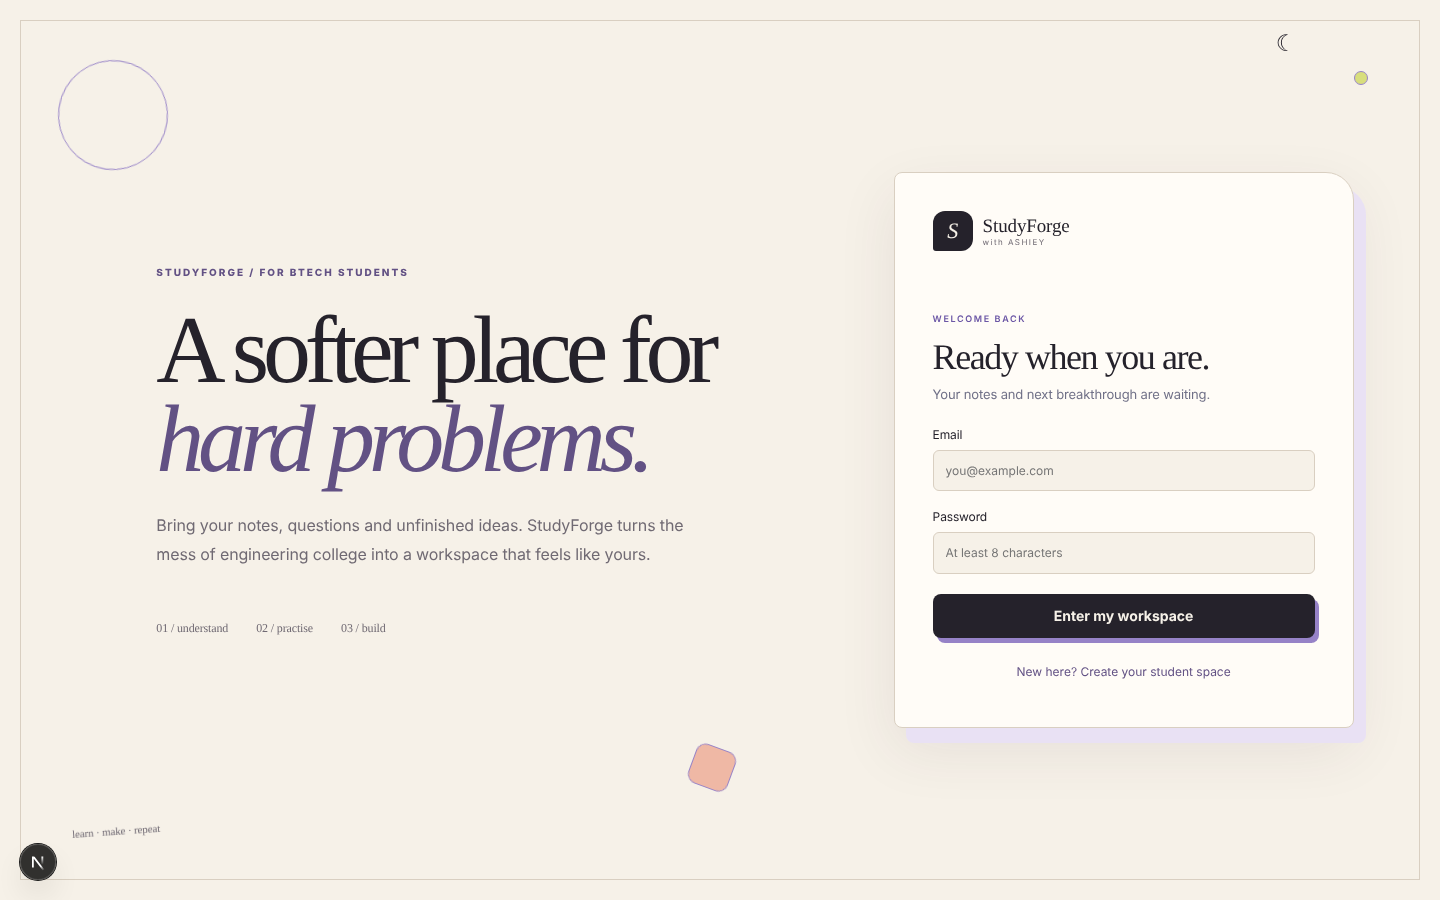 STUDYFORGE / FOR BTECH STUDENTS
A softer place for
hard problems.
Bring your notes, questions and unfinished ideas. StudyForge turns the
mess of engineering college into a workspace that feels like yours.
01 / understand
02 / practise
03 / build
learn · make · repeat
N
S
StudyForge
with ASHIEY
WELCOME BACK
Ready when you are.
Your notes and next breakthrough are waiting.
Email
you@example.com
Password
At least 8 characters
Enter my workspace
New here? Create your student space